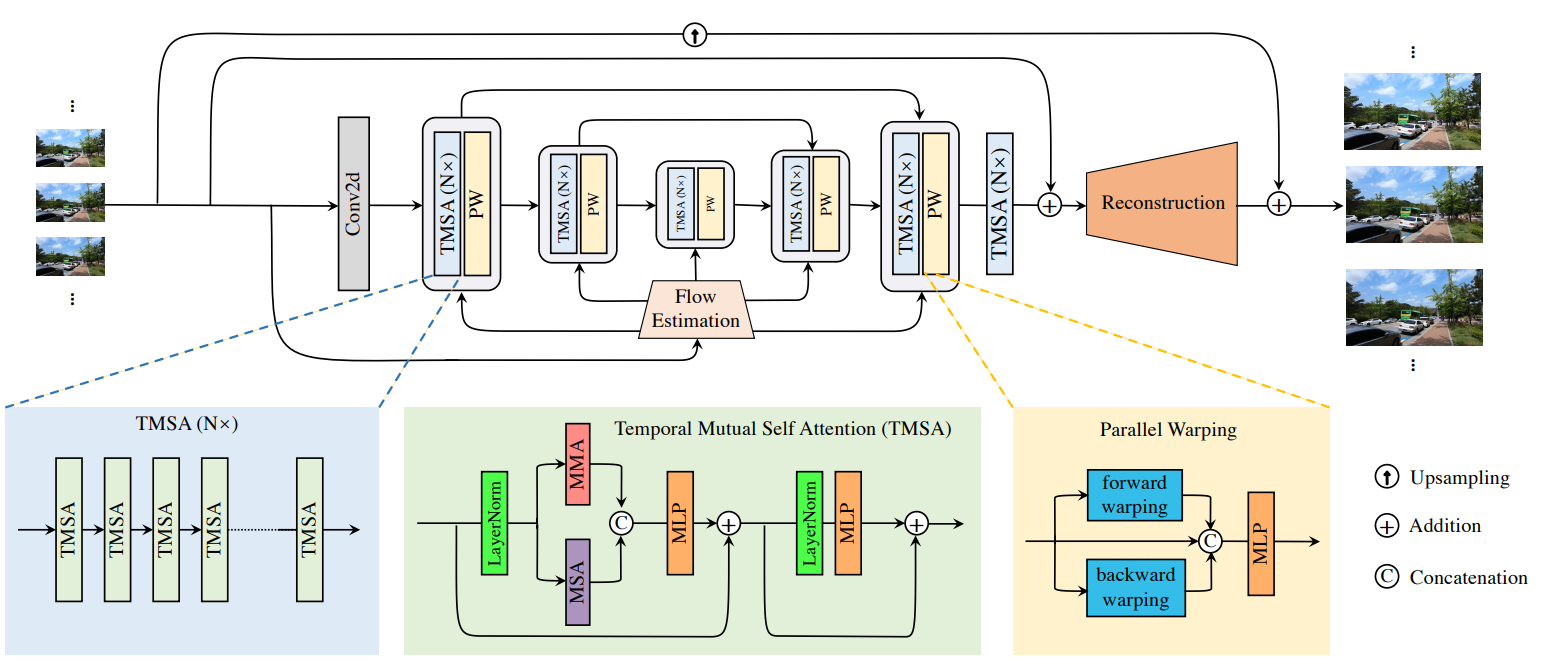 Conv2d
TMSA (N×)
PW
TMSA (N×)
PW
TMSA (N×)
PW
TMSA (N×)
PW
TMSA (N×)
PW
TMSA (N×)
Reconstruction
Flow
Estimation
TMSA (N×)
TMSA
TMSA
TMSA
TMSA
TMSA
Temporal Mutual Self Attention (TMSA)
LayerNorm
MMA
MSA
C
MLP
LayerNorm
MLP
Parallel Warping
forward
warping
backward
warping
C
MLP
Upsampling
Addition
C Concatenation